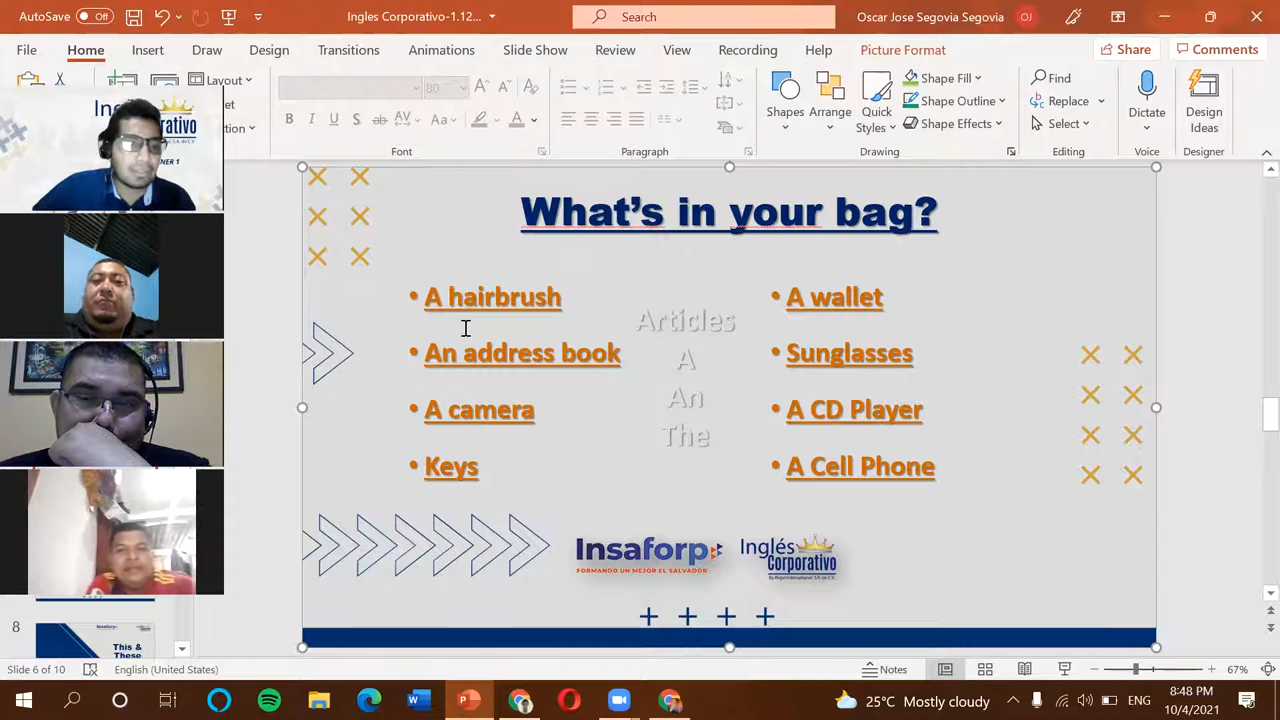 AutoSave Off
Ingles Corporativo-1.12...
Search
Oscar Jose Segovia Segovia
OJ
File Home Insert Draw Design Transitions Animations Slide Show Review View Recording Help Picture Format
Share
Comments
Layout
Shape Fill
Shape Outline
Shape Effects
Shapes
Arrange
Quick
Styles
Find
Replace
Select
Dictate
Design
Ideas
Font
Paragraph
Drawing
Editing
Voice
Designer
What's in your bag?
• A hairbrush
• An address book
• A camera
• Keys
Articles
A
An
The
• A wallet
• Sunglasses
• A CD Player
• A Cell Phone
Insaforp
FORMANDO UN MEJOR EL SALVADOR
Inglés
Corporativo
8
This &
These
Slide 6 of 10
English (United States)
Notes
67%
25°C Mostly cloudy
ENG
8:48 PM
10/4/2021